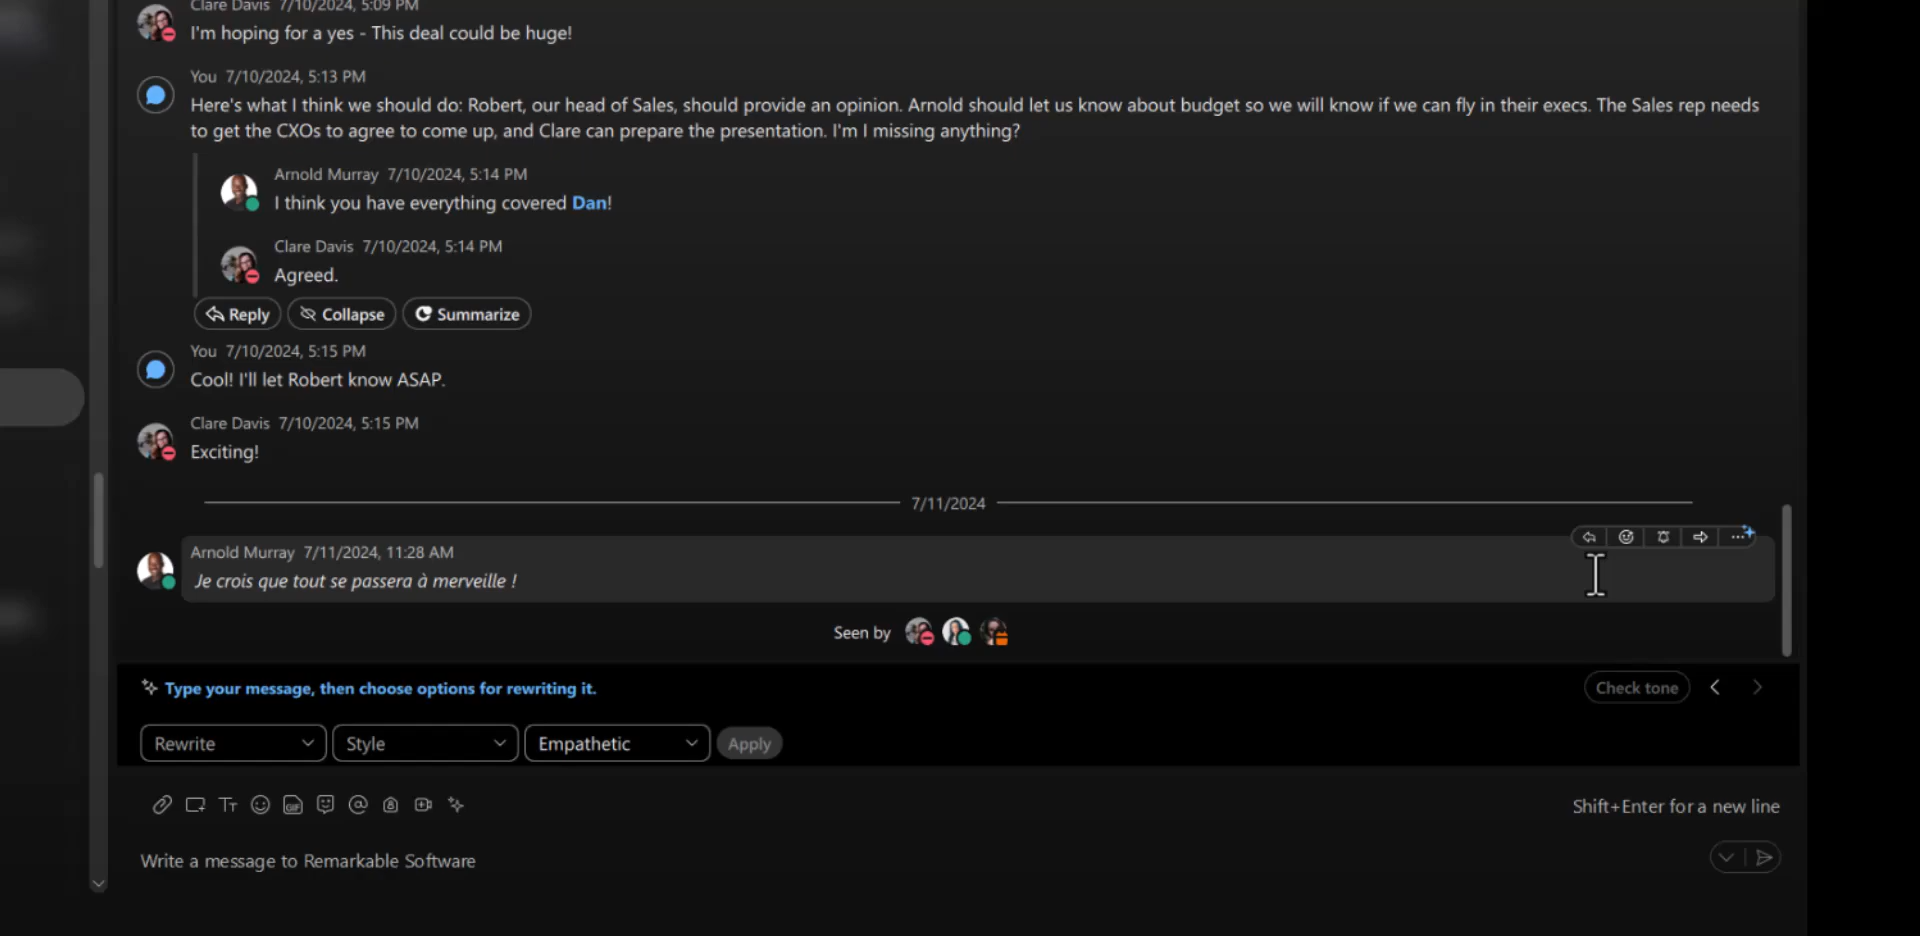 Clare Davis 7/10/2024, 5:09 PM
I'm hoping for a yes - This deal could be huge!
You 7/10/2024, 5:13 PM
Here's what I think we should do: Robert, our head of Sales, should provide an opinion. Arnold should let us know about budget so we will know if we can fly in their execs. The Sales rep needs
to get the CXOs to agree to come up, and Clare can prepare the presentation. I'm I missing anything?
Arnold Murray 7/10/2024, 5:14 PM
I think you have everything covered Dan!
Clare Davis 7/10/2024, 5:14 PM
Agreed.
Reply Collapse Summarize
You 7/10/2024, 5:15 PM
Cool! I'll let Robert know ASAP.
Clare Davis 7/10/2024, 5:15 PM
Exciting!
7/11/2024
Arnold Murray 7/11/2024, 11:28 AM
Je crois que tout se passera à merveille !
Seen by
Type your message, then choose options for rewriting it.
Check tone
Rewrite Style Empathetic Apply
GIF
Shift+Enter for a new line
Write a message to Remarkable Software